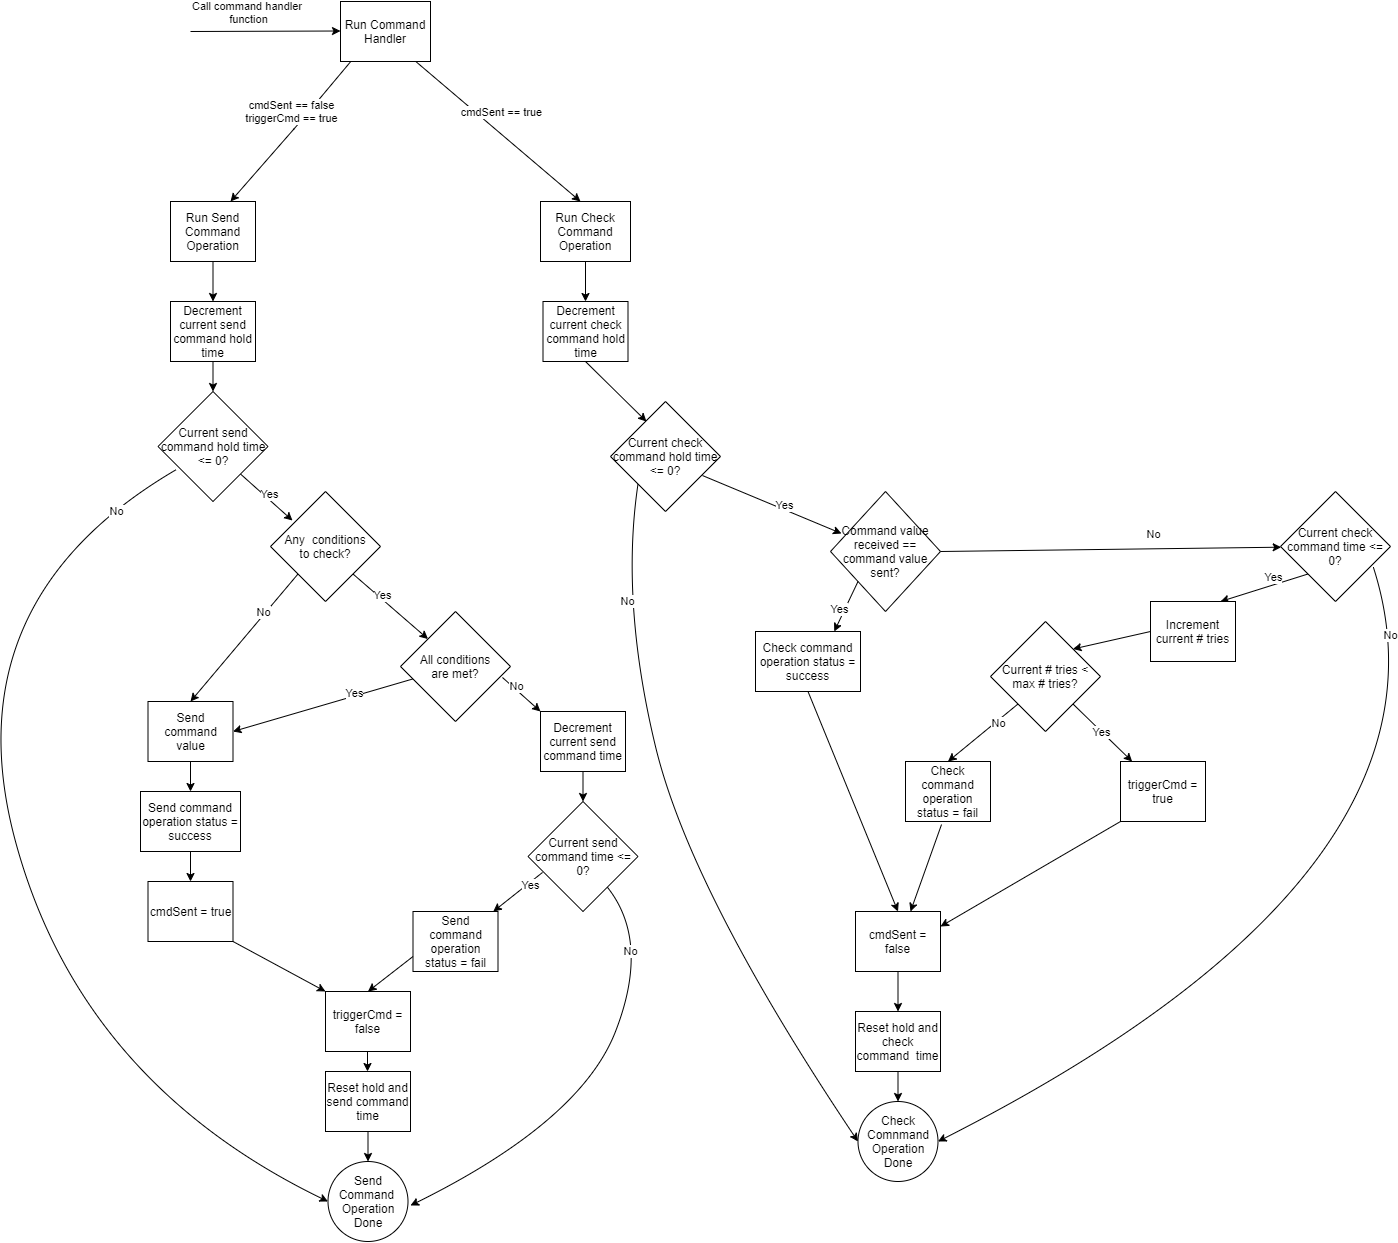 Call command handler
function
Run Command
Handler
cmdSent == false
triggerCmd == true
cmdSent == true
Run Send
Command
Operation
Run Check
Command
Operation
Decrement
current send
command hold
time
Decrement
current check
command hold
time
Current send
command hold time
<= 0?
Current check
command hold time
<= 0?
No
Yes
Yes
Any conditions
to check?
Command value
received ==
command value
sent?
No
Current check
command time <=
0?
No
Yes
No
Yes
Yes
No
All conditions
are met?
Check command
operation status =
success
Increment
current # tries
Current # tries <
max # tries?
Yes
No
No
Yes
Send
command
value
Decrement
current send
command time
Check
command
operation
status = fail
triggerCmd =
true
Send command
operation status =
success
Current send
command time <=
0?
Yes
No
cmdSent = true
Send
command
operation
status = fail
cmdSent =
false
triggerCmd =
false
Reset hold and
check
command time
Reset hold and
send command
time
Check
Comnmand
Operation
Done
Send
Command
Operation
Done